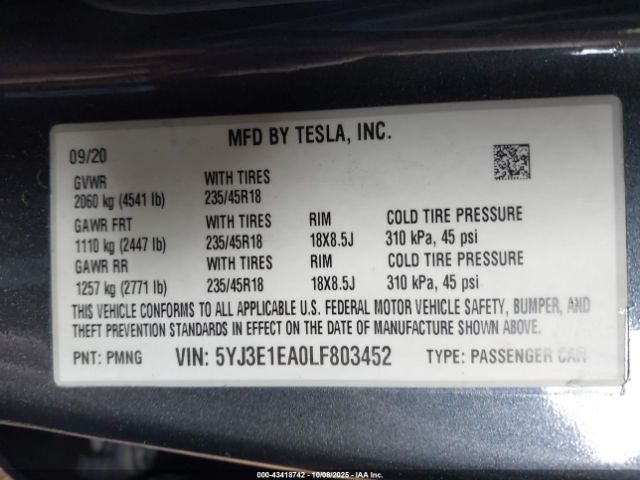 MFD BY TESLA, INC.
09/20
GVWR WITH TIRES
2060 kg (4541 lb) 235/45R18
GAWR FRT WITH TIRES RIM COLD TIRE PRESSURE
1110 kg (2447 lb) 235/45R18 18X8.5J 310 kPa, 45 psi
GAWR RR WITH TIRES RIM COLD TIRE PRESSURE
1257 kg (2771 lb) 235/45R18 18X8.5J 310 kPa, 45 psi
THIS VEHICLE CONFORMS TO ALL APPLICABLE U.S. FEDERAL MOTOR VEHICLE SAFETY, BUMPER, AND
THEFT PREVENTION STANDARDS IN EFFECT ON THE DATE OF MANUFACTURE SHOWN ABOVE.
PNT: PMNG VIN: 5YJ3E1EA0LF803452 TYPE: PASSENGER CAR
000-43418742 - 10/08/2025 - IAA, Inc.